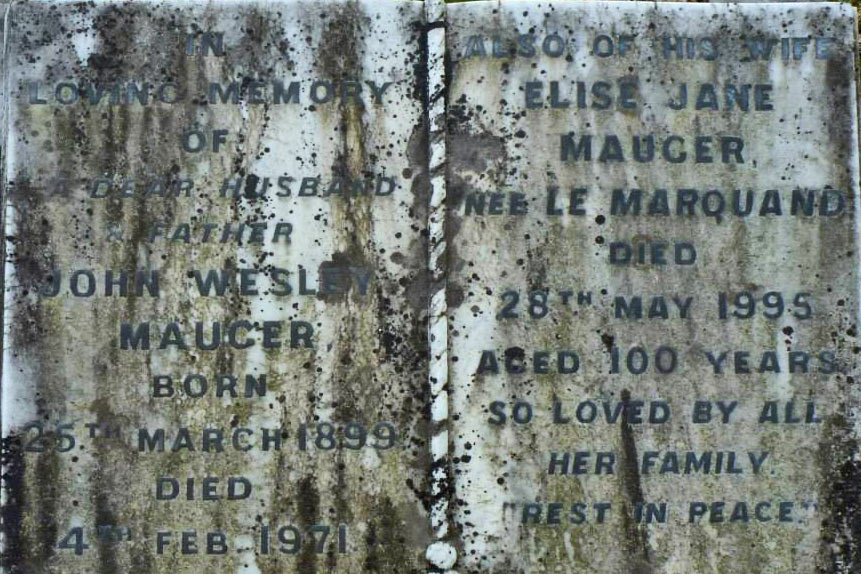 IN
LOVING MEMORY
OF
A DEAR HUSBAND
& FATHER
JOHN WESLEY
MAUGER,
BORN
25TH MARCH 1899
DIED
4TH FEB 1971
ALSO OF HIS WIFE
ELISE JANE
MAUGER,
NÉE LE MARQUAND
DIED
28TH MAY 1995
AGED 100 YEARS
SO LOVED BY ALL
HER FAMILY.
"REST IN PEACE."